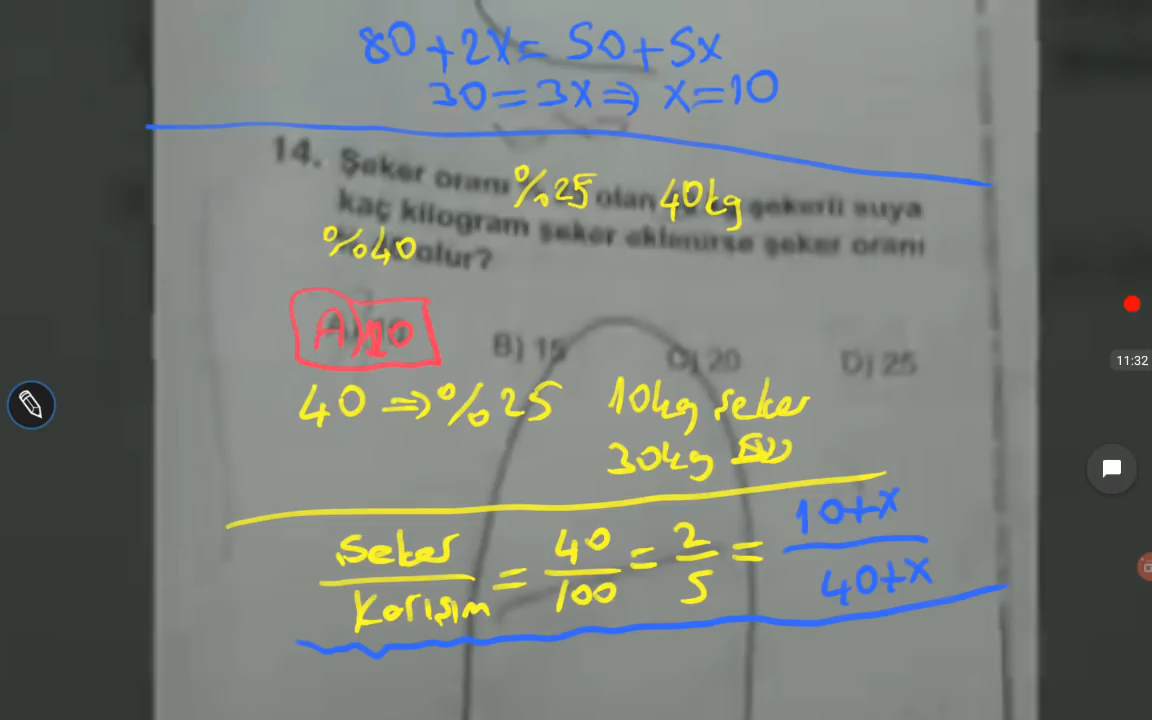 80+2x=50+5x
30=3x⇒x=10
14. Şeker oranı %25 olan 40kg şekerli suya
kaç kilogram şeker eklenirse şeker oranı
%40 olur?
A) 10 B) 15 C) 20 D) 25
40⇒%25 10kg şeker
30kg su
Şeker/Karışım = 40/100 = 2/5 = 10+x/40+x
11:32